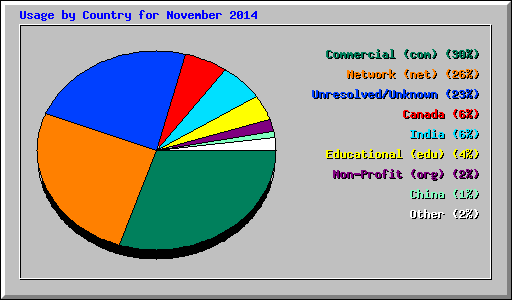 Usage by Country for November 2014
Commercial (com) (30%)
Network (net) (26%)
Unresolved/Unknown (23%)
Canada (6%)
India (6%)
Educational (edu) (4%)
Non-Profit (org) (2%)
China (1%)
Other (2%)